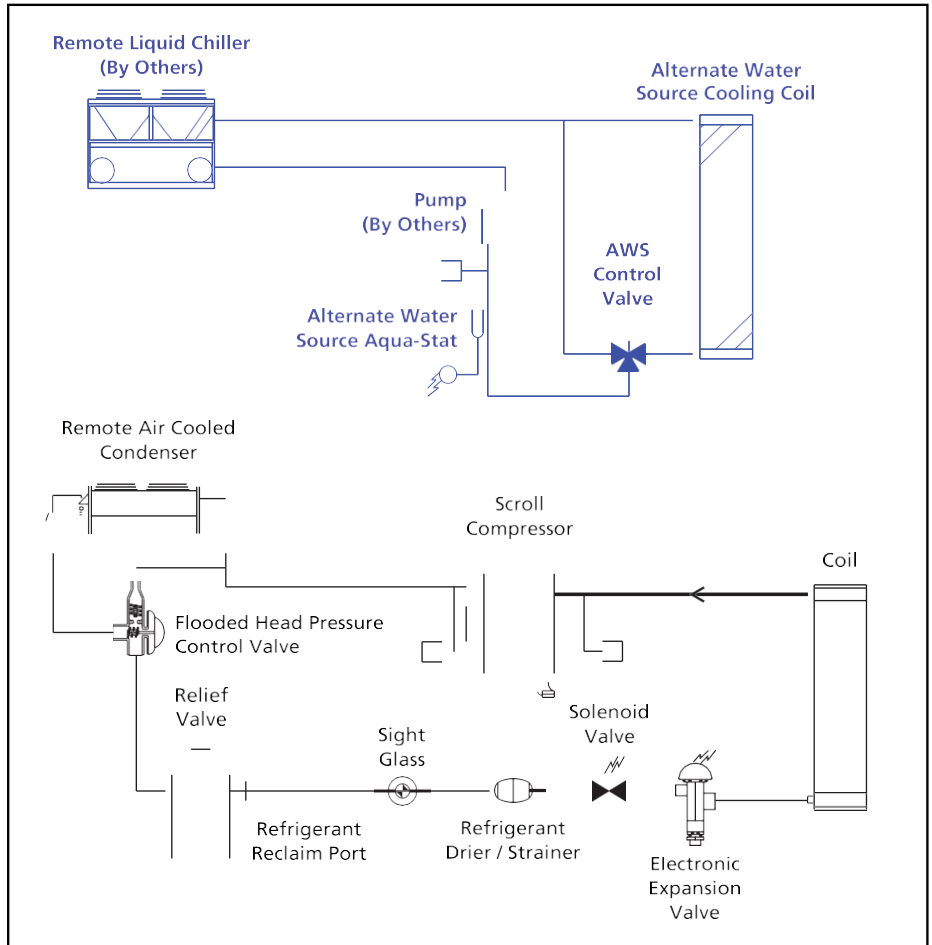 Remote Liquid Chiller
(By Others)
Alternate Water
Source Cooling Coil
Pump
(By Others)
AWS
Control
Valve
Alternate Water
Source Aqua-Stat
Remote Air Cooled
Condenser
Scroll
Compressor
Coil
Flooded Head Pressure
Control Valve
Relief
Valve
Sight
Glass
Solenoid
Valve
Refrigerant
Reclaim Port
Refrigerant
Drier / Strainer
Electronic
Expansion
Valve